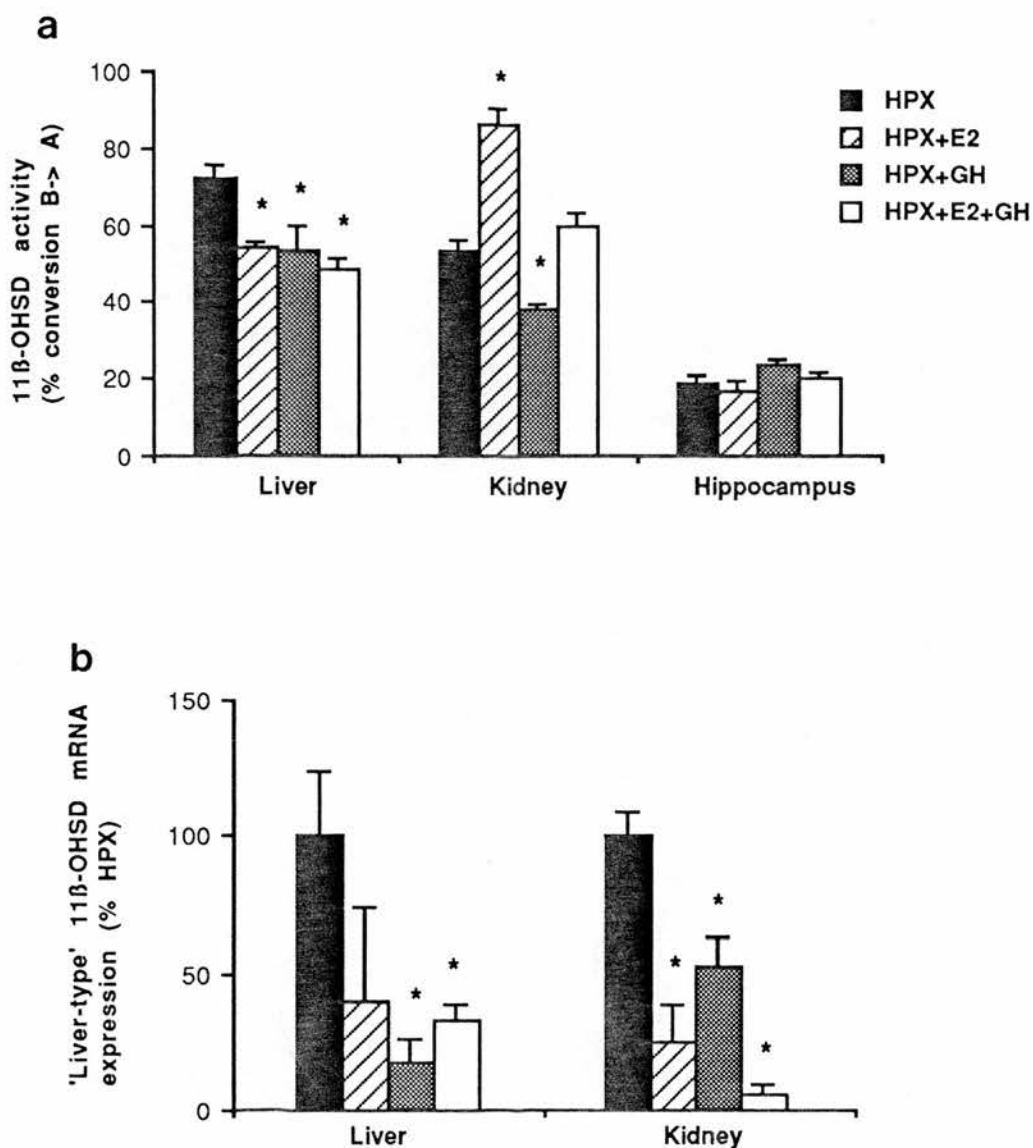 a
11ß-OHSD activity
(% conversion B-> A)
100
80
60
40
20
0
*
*
*
*
*
HPX
HPX+E2
HPX+GH
HPX+E2+GH
Liver
Kidney
Hippocampus
b
'Liver-type' 11ß-OHSD mRNA
expression (% HPX)
150
100
50
0
*
*
*
*
*
Liver
Kidney